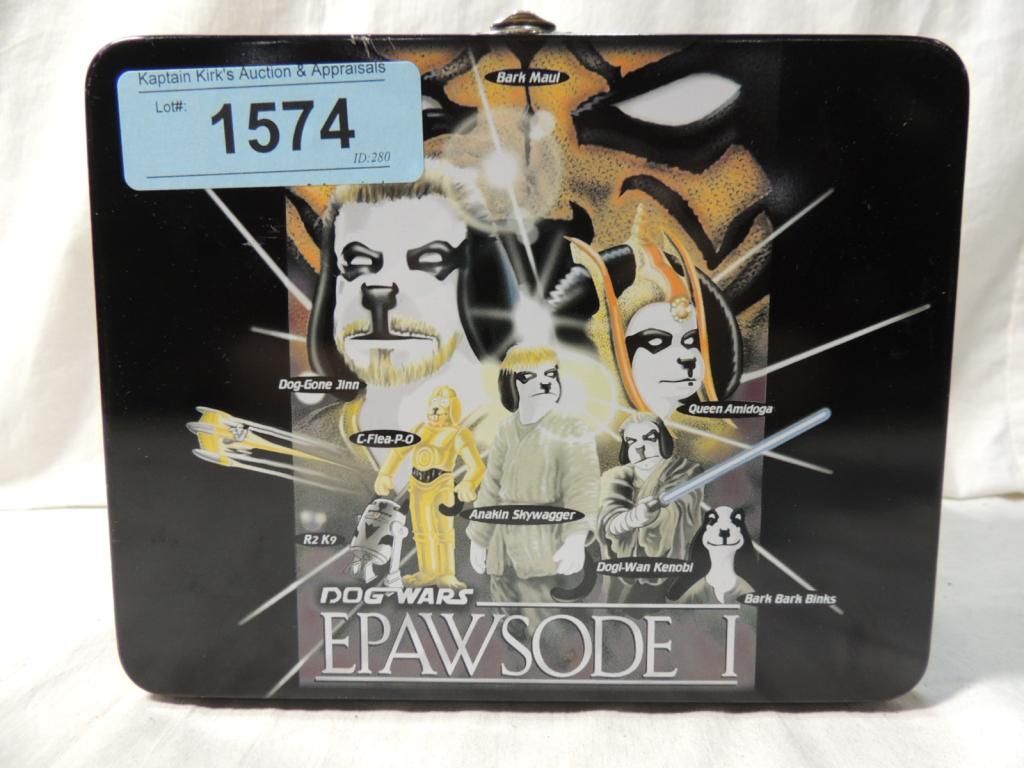 Kaptain Kirk's Auction & Appraisals
Lot#:
1574
ID:280
Bark Maul
Dog-Gone Jinn
Queen Amidoga
C-Flea-P-O
Anakin Skywagger
R2 K9
Dogi-Wan Kenobi
Bark Bark Binks
DOG WARS
EPAWSODE I